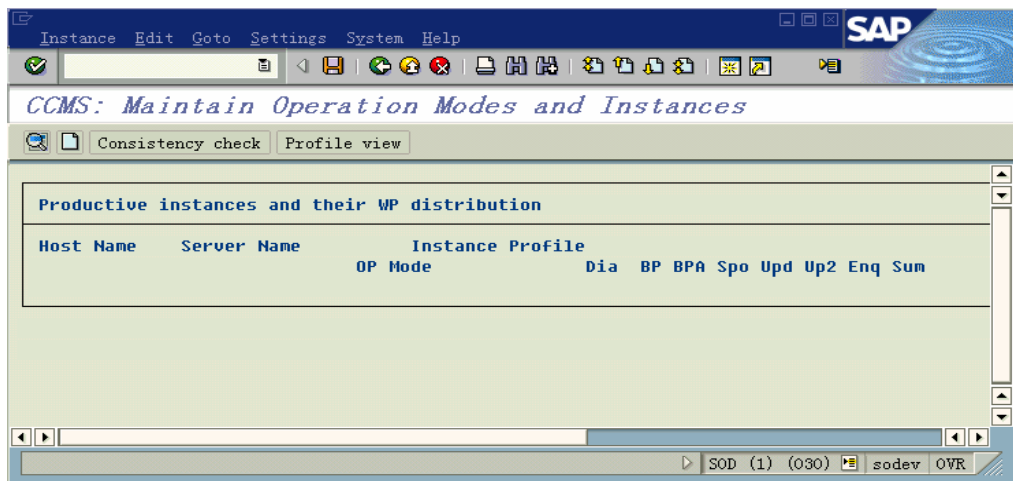 SAP
Instance Edit Goto Settings System Help
CCMS: Maintain Operation Modes and Instances
Consistency check Profile view
Productive instances and their WP distribution
Host Name Server Name Instance Profile
OP Mode Dia BP BPA Spo Upd Up2 Enq Sum
SOD (1) (030) sodev OVR